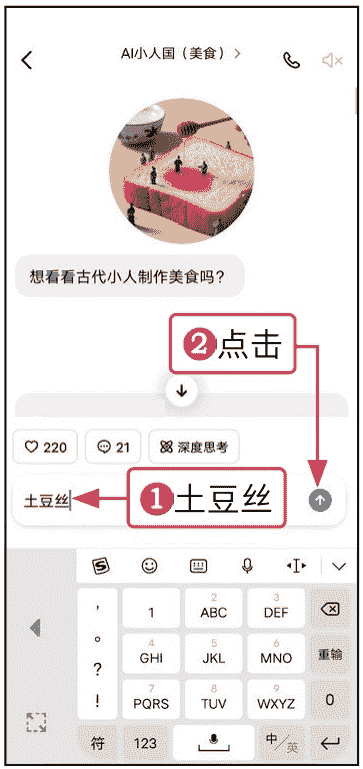 AI小人国（美食）
想看看古代小人制作美食吗？
❷点击
220
21
深度思考
土豆丝
❶土豆丝
S
,
1
2
ABC
3
DEF
。
4
GHI
5
JKL
6
MNO
重输
?
7
PQRS
8
TUV
9
WXYZ
0
!
符
123
中/英